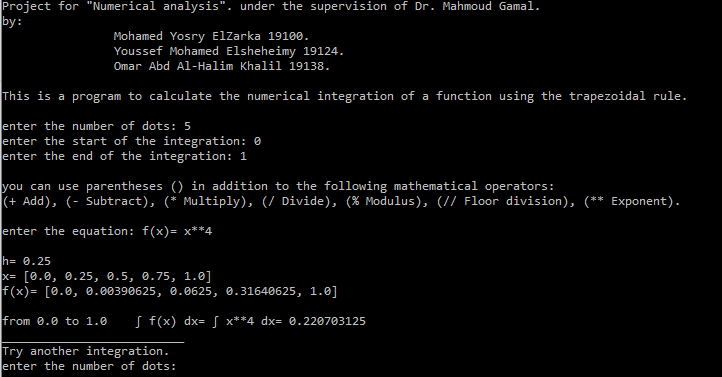 Project for "Numerical analysis". under the supervision of Dr. Mahmoud Gamal.
by:
Mohamed Yosry ElZarka 19100.
Youssef Mohamed Elsheheimy 19124.
Omar Abd Al-Halim Khalil 19138.
This is a program to calculate the numerical integration of a function using the trapezoidal rule.
enter the number of dots: 5
enter the start of the integration: 0
enter the end of the integration: 1
you can use parentheses () in addition to the following mathematical operators:
(+ Add), (- Subtract), (* Multiply), (/ Divide), (% Modulus), (// Floor division), (** Exponent).
enter the equation: f(x)= x**4
h= 0.25
x= [0.0, 0.25, 0.5, 0.75, 1.0]
f(x)= [0.0, 0.00390625, 0.0625, 0.31640625, 1.0]
from 0.0 to 1.0    ∫ f(x) dx= ∫ x**4 dx= 0.220703125
___________________________
Try another integration.
enter the number of dots: